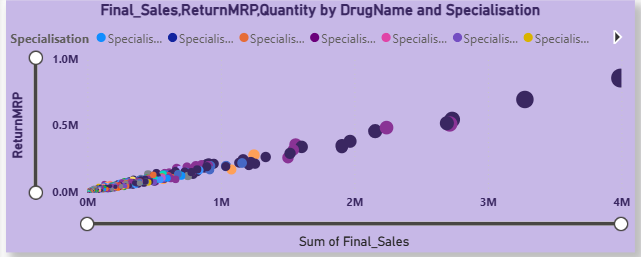 Final_Sales,ReturnMRP,Quantity by DrugName and Specialisation
Specialisation Specialis... Specialis... Specialis... Specialis... Specialis... Specialis... Specialis...
1.0M
ReturnMRP
0.5M
0.0M
0M 1M 2M 3M 4M
Sum of Final_Sales